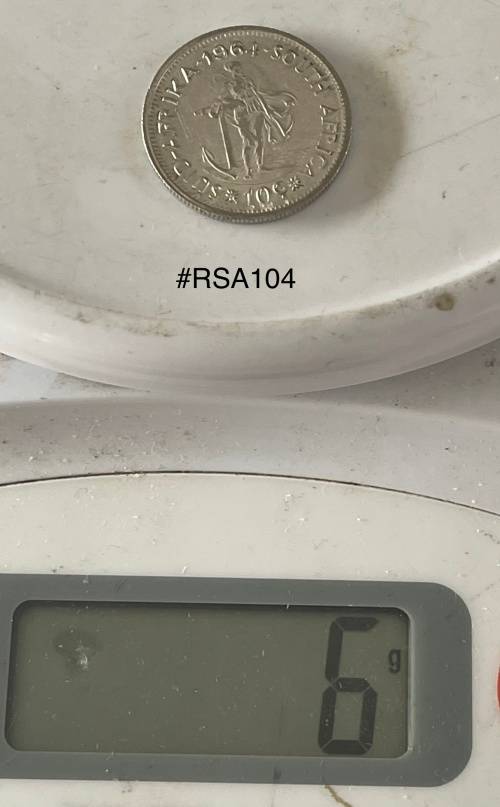 SUID-AFRIKA·1964·SOUTH AFRICA
10c
#RSA104
6 g